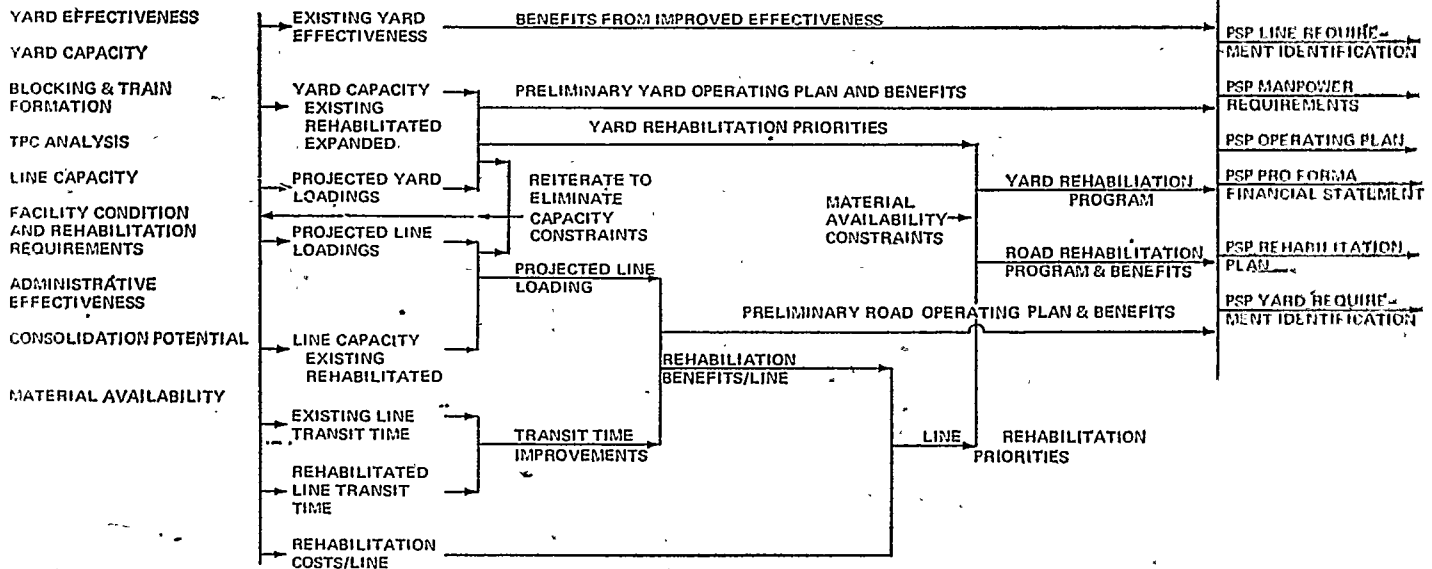 YARD EFFECTIVENESS
YARD CAPACITY
BLOCKING & TRAIN
FORMATION
TPC ANALYSIS
LINE CAPACITY
FACILITY CONDITION
AND REHABILITATION
REQUIREMENTS
ADMINISTRATIVE
EFFECTIVENESS
CONSOLIDATION POTENTIAL
MATERIAL AVAILABILITY
EXISTING YARD
EFFECTIVENESS
YARD CAPACITY
EXISTING
REHABILITATED
EXPANDED
PROJECTED YARD
LOADINGS
PROJECTED LINE
LOADINGS
LINE CAPACITY
EXISTING
REHABILITATED
EXISTING LINE
TRANSIT TIME
REHABILITATED
LINE TRANSIT
TIME
REHABILITATION
COSTS/LINE
BENEFITS FROM IMPROVED EFFECTIVENESS
PRELIMINARY YARD OPERATING PLAN AND BENEFITS
YARD REHABILITATION PRIORITIES
REITERATE TO
ELIMINATE
CAPACITY
CONSTRAINTS
PROJECTED LINE
LOADING
TRANSIT TIME
IMPROVEMENTS
MATERIAL
AVAILABILITY
CONSTRAINTS
YARD REHABILIATION
PROGRAM
ROAD REHABILITATION
PROGRAM & BENEFITS
PRELIMINARY ROAD OPERATING PLAN & BENEFITS
REHABILIATION
BENEFITS/LINE
LINE REHABILITATION
PRIORITIES
PSP LINE REQUIRE-
MENT IDENTIFICATION
PSP MANPOWER
REQUIREMENTS
PSP OPERATING PLAN
PSP PRO FORMA
FINANCIAL STATEMENT
PSP REHABILITATION
PLAN
PSP YARD REQUIRE-
MENT IDENTIFICATION